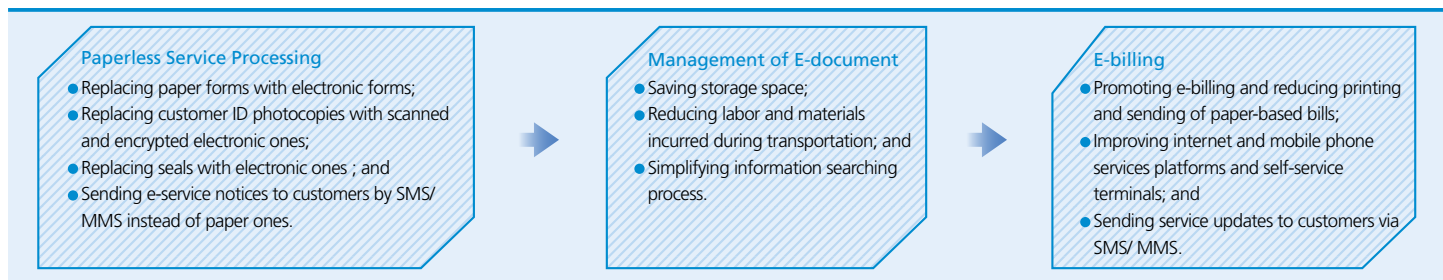 Paperless Service Processing
● Replacing paper forms with electronic forms;
● Replacing customer ID photocopies with scanned
and encrypted electronic ones;
● Replacing seals with electronic ones ; and
● Sending e-service notices to customers by SMS/
MMS instead of paper ones.
Management of E-document
● Saving storage space;
● Reducing labor and materials
incurred during transportation; and
● Simplifying information searching
process.
E-billing
● Promoting e-billing and reducing printing
and sending of paper-based bills;
● Improving internet and mobile phone
services platforms and self-service
terminals; and
● Sending service updates to customers via
SMS/ MMS.